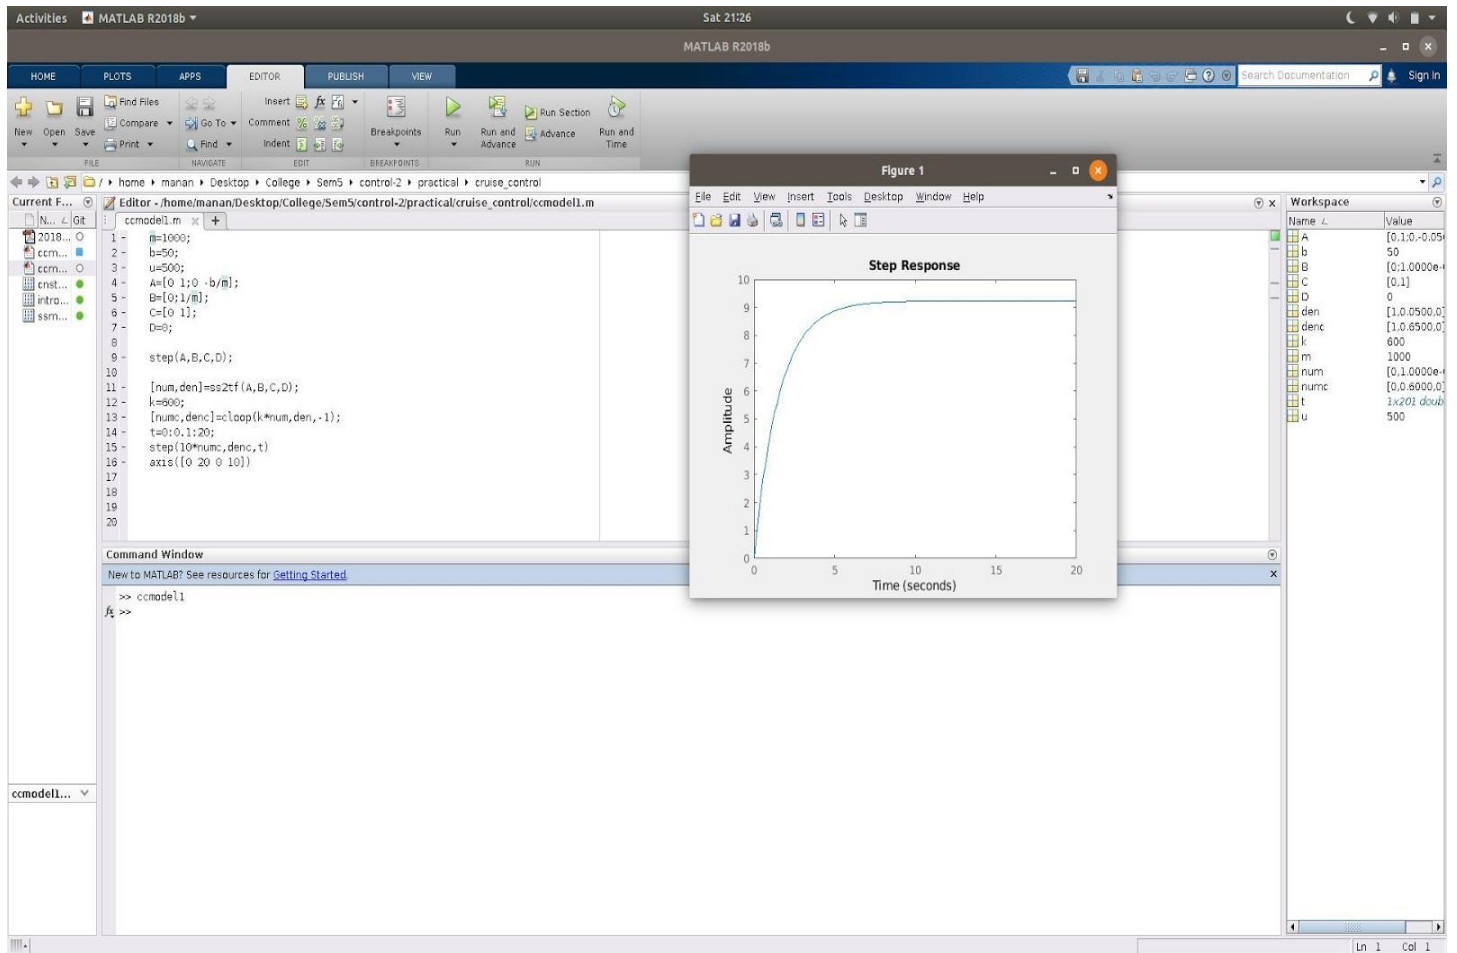 Activities MATLAB R2018b Sat 21:26
MATLAB R2018b
HOME PLOTS APPS EDITOR PUBLISH VIEW Search Documentation Sign In
Find Files Insert fx Run Section
New Open Save Compare Go To Comment Breakpoints Run Run and Advance Advance Run and Time
Print Find Indent
FILE NAVIGATE EDIT BREAKPOINTS RUN
/ home manan Desktop College Sem5 control-2 practical cruise_control
Current F...
N... Git
2018...
ccm...
ccm...
cnst...
intro...
ssm...
ccmodel1...
Editor - /home/manan/Desktop/College/Sem5/control-2/practical/cruise_control/ccmodel1.m
ccmodel1.m +
1 - m=1000;
2 - b=50;
3 - u=500;
4 - A=[0 1;0 -b/m];
5 - B=[0;1/m];
6 - C=[0 1];
7 - D=0;
8
9 - step(A,B,C,D);
10
11 - [num,den]=ss2tf(A,B,C,D);
12 - k=600;
13 - [numc,denc]=cloop(k*num,den,-1);
14 - t=0:0.1:20;
15 - step(10*numc,denc,t)
16 - axis([0 20 0 10])
17
18
19
20
Command Window
New to MATLAB? See resources for Getting Started.
>> ccmodel1
fx >>
Figure 1
File Edit View Insert Tools Desktop Window Help
Step Response
Amplitude
10
9
8
7
6
5
4
3
2
1
0
0 5 10 15 20
Time (seconds)
Workspace
Name Value
A [0,1;0,-0.05
b 50
B [0;1.0000e-
C [0,1]
D 0
den [1,0.0500,0]
denc [1,0.6500,0]
k 600
m 1000
num [0,1.0000e-
numc [0,0.6000,0]
t 1x201 doub
u 500
Ln 1 Col 1